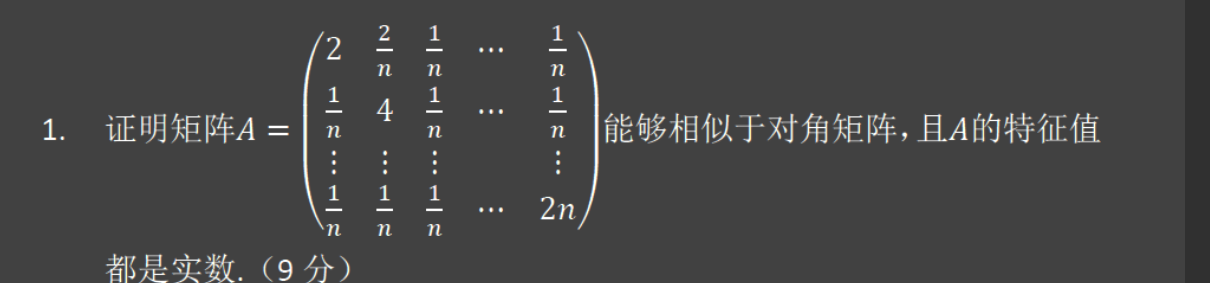 1. 证明矩阵A = \begin{pmatrix} 2 & \frac{2}{n} & \frac{1}{n} & \cdots & \frac{1}{n} \\ \frac{1}{n} & 4 & \frac{1}{n} & \cdots & \frac{1}{n} \\ \vdots & \vdots & \vdots & & \vdots \\ \frac{1}{n} & \frac{1}{n} & \frac{1}{n} & \cdots & 2n \end{pmatrix}能够相似于对角矩阵，且A的特征值
都是实数.（9 分）